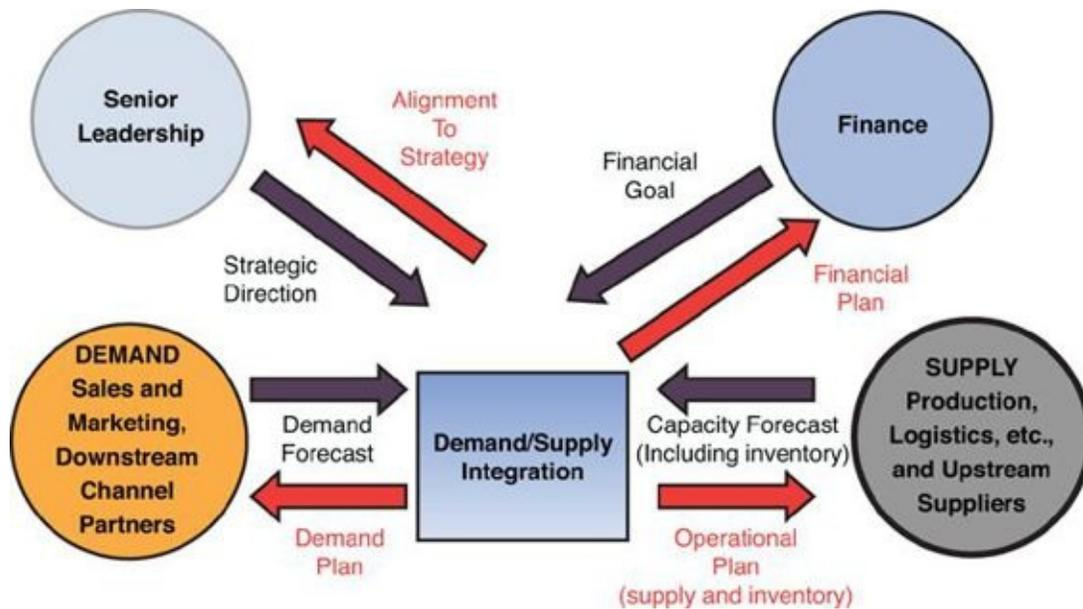 Senior
Leadership
Alignment
To
Strategy
Finance
Financial
Goal
Strategic
Direction
Financial
Plan
DEMAND
Sales and
Marketing,
Downstream
Channel
Partners
Demand
Forecast
Demand
Plan
Demand/Supply
Integration
Capacity Forecast
(Including inventory)
Operational
Plan
(supply and inventory)
SUPPLY
Production,
Logistics, etc.,
and Upstream
Suppliers